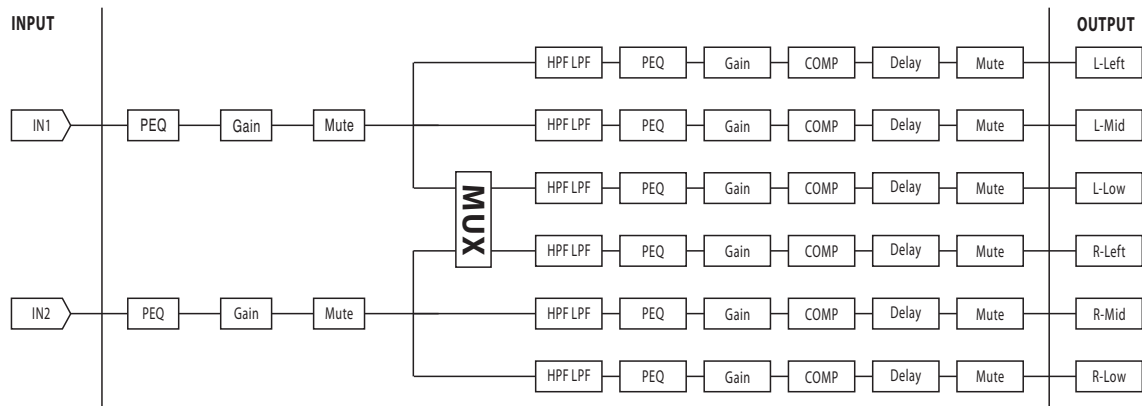 INPUT OUTPUT
HPF LPF PEQ Gain COMP Delay Mute L-Left
IN1 PEQ Gain Mute HPF LPF PEQ Gain COMP Delay Mute L-Mid
HPF LPF PEQ Gain COMP Delay Mute L-Low
MUX
HPF LPF PEQ Gain COMP Delay Mute R-Left
IN2 PEQ Gain Mute HPF LPF PEQ Gain COMP Delay Mute R-Mid
HPF LPF PEQ Gain COMP Delay Mute R-Low